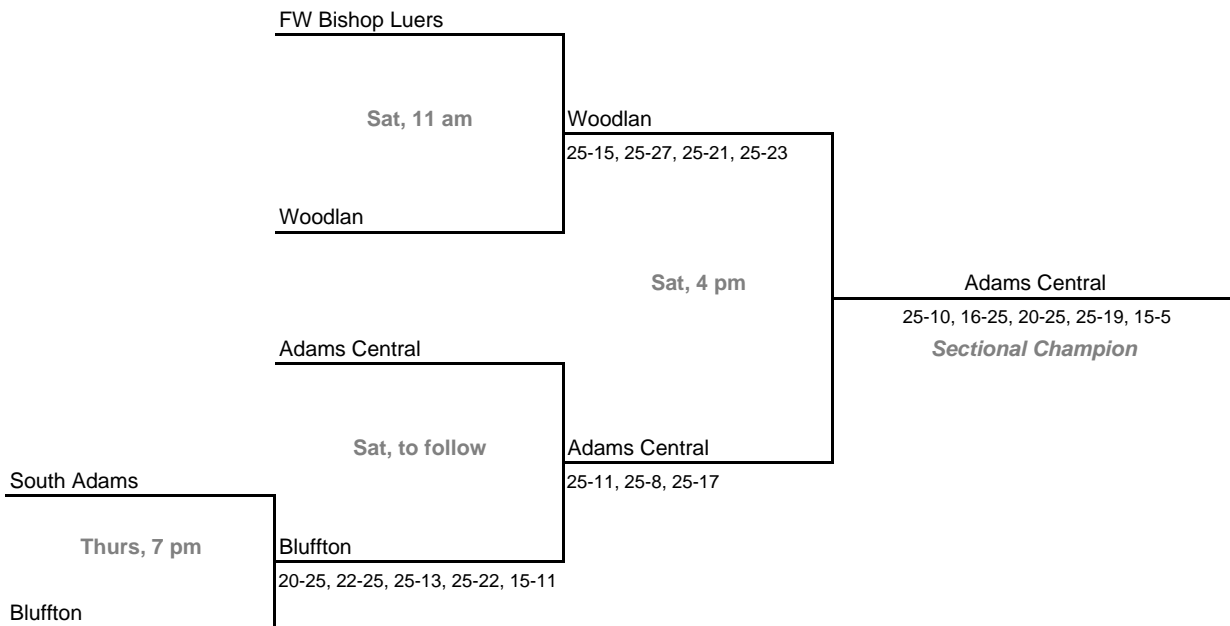 FW Bishop Luers
Sat, 11 am
Woodlan
25-15, 25-27, 25-21, 25-23
Woodlan
Sat, 4 pm
Adams Central
25-10, 16-25, 20-25, 25-19, 15-5
Sectional Champion
Adams Central
Sat, to follow
Adams Central
25-11, 25-8, 25-17
South Adams
Thurs, 7 pm
Bluffton
20-25, 22-25, 25-13, 25-22, 15-11
Bluffton